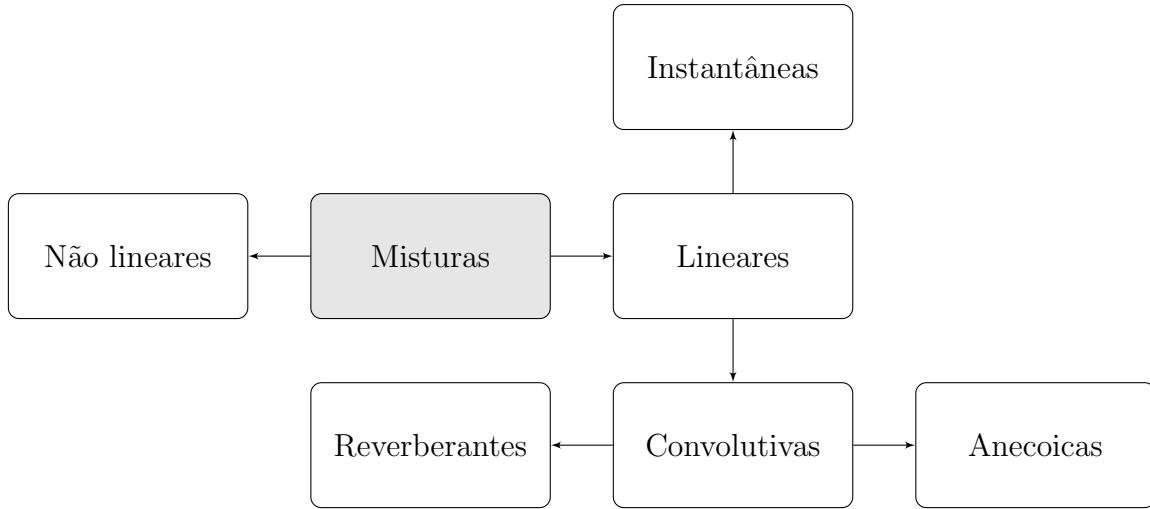 Instantâneas
Não lineares
Misturas
Lineares
Reverberantes
Convolutivas
Anecoicas